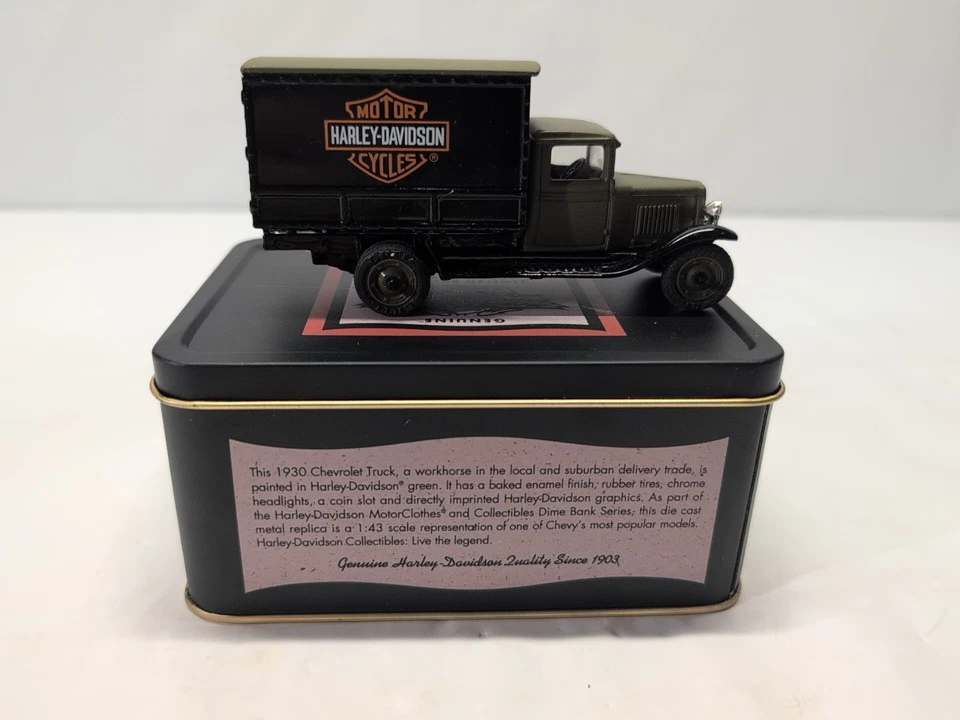 MOTOR
HARLEY-DAVIDSON
CYCLES®
GENUINE
This 1930 Chevrolet Truck, a workhorse in the local and suburban delivery trade, is
painted in Harley-Davidson® green. It has a baked enamel finish, rubber tires, chrome
headlights, a coin slot and directly imprinted Harley-Davidson graphics. As part of
the Harley-Davidson MotorClothes® and Collectibles Dime Bank Series, this die cast
metal replica is a 1:43 scale representation of one of Chevy's most popular models.
Harley-Davidson Collectibles: Live the legend.
Genuine Harley-Davidson Quality Since 1903